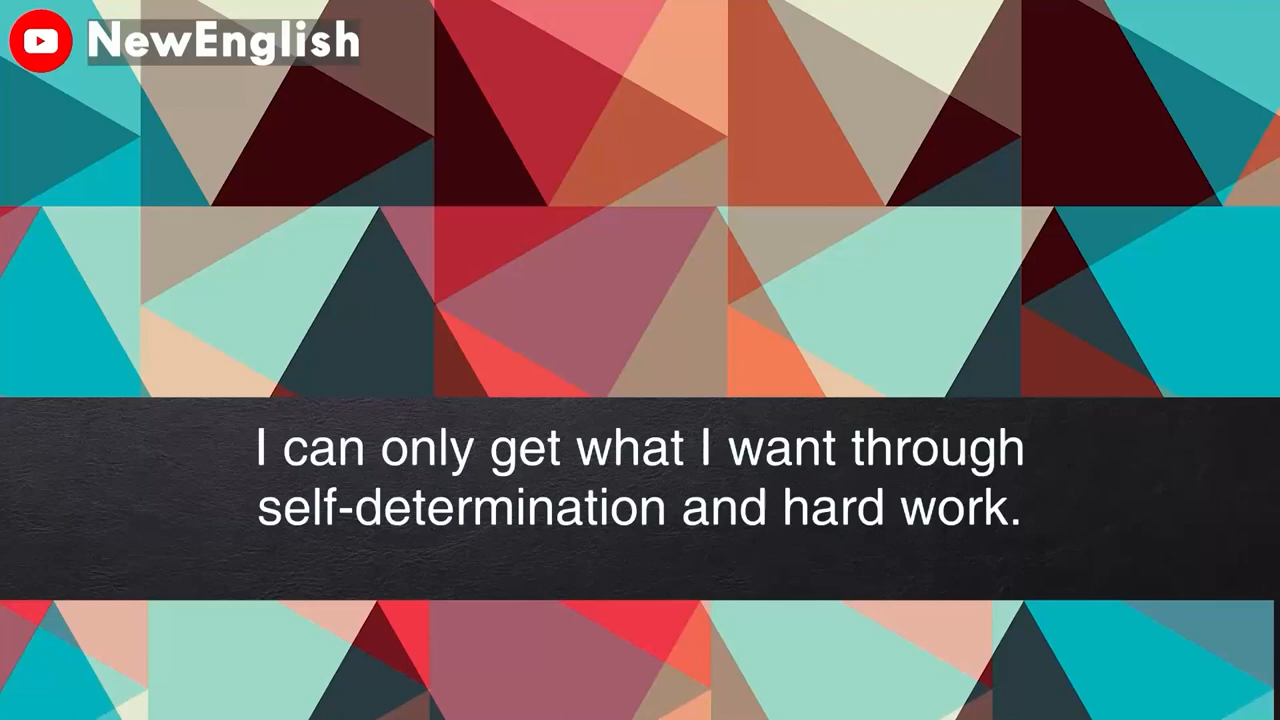 NewEnglish
I can only get what I want through
self-determination and hard work.